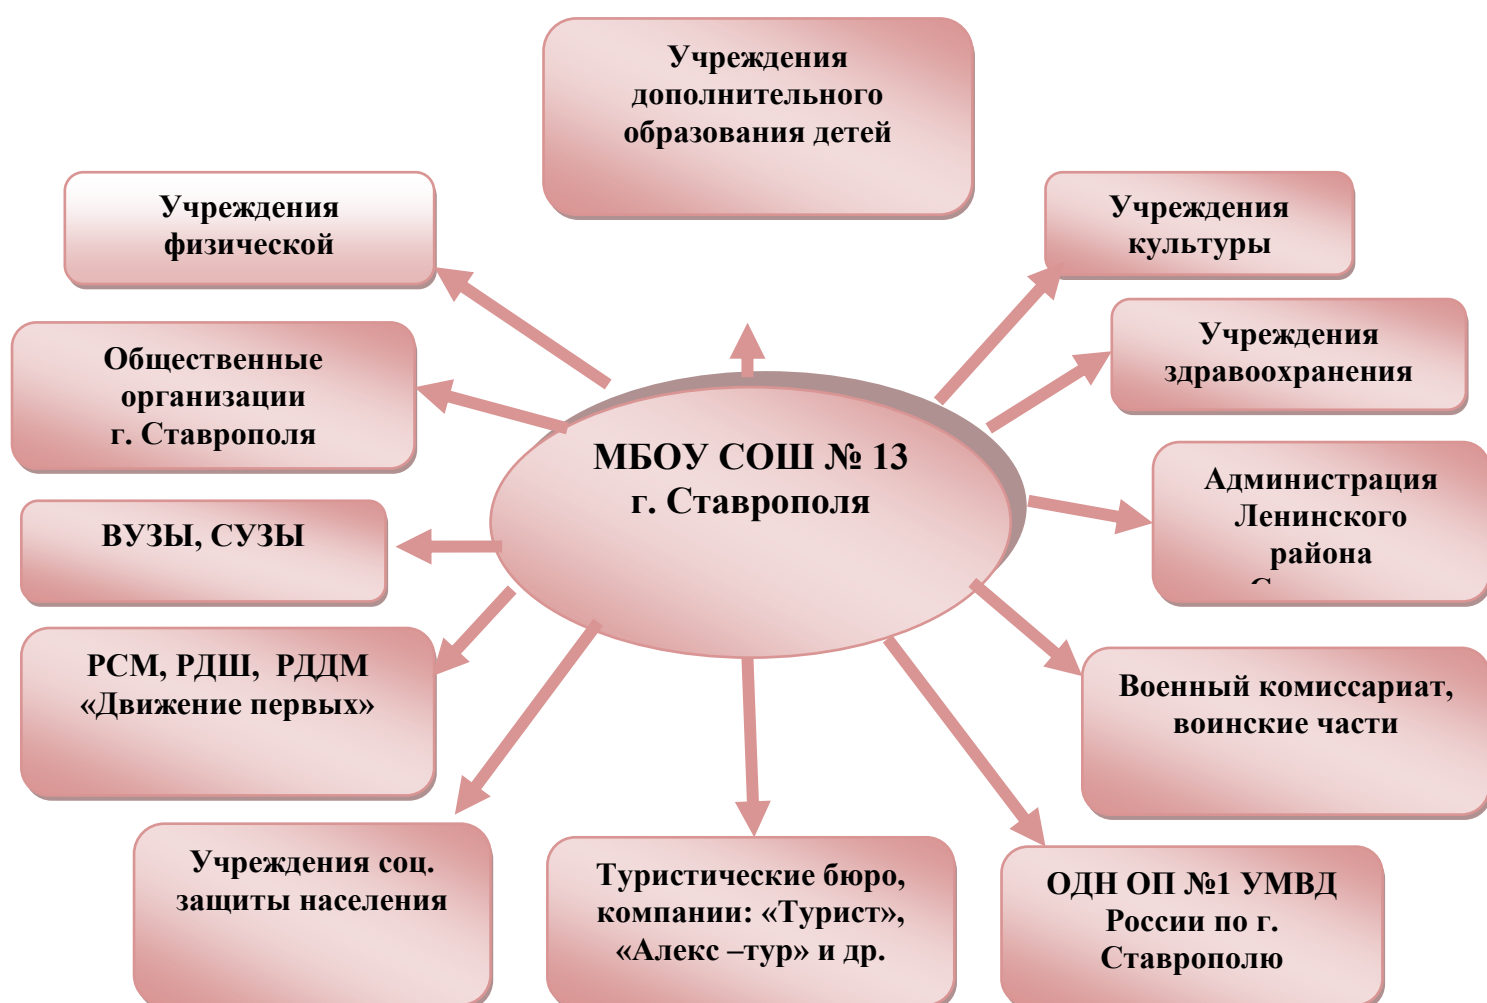 Учреждения
дополнительного
образования детей
Учреждения
физической
Учреждения
культуры
Общественные
организации
г. Ставрополя
Учреждения
здравоохранения
МБОУ СОШ № 13
г. Ставрополя
ВУЗЫ, СУЗЫ
Администрация
Ленинского
района
РСМ, РДШ, РДДМ
«Движение первых»
Военный комиссариат,
воинские части
Учреждения соц.
защиты населения
Туристические бюро,
компании: «Турист»,
«Алекс –тур» и др.
ОДН ОП №1 УМВД
России по г.
Ставрополю